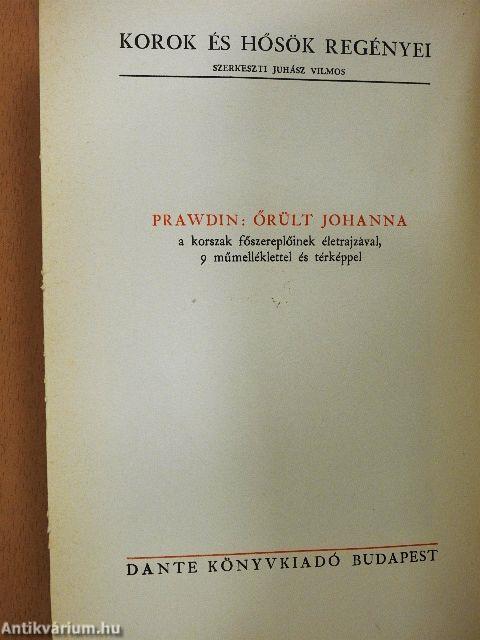 KOROK ÉS HŐSÖK REGÉNYEI
SZERKESZTI JUHÁSZ VILMOS
PRAWDIN: ŐRÜLT JOHANNA
a korszak főszereplőinek életrajzával,
9 műmelléklettel és térképpel
DANTE KÖNYVKIADÓ BUDAPEST
Antikvárium.hu